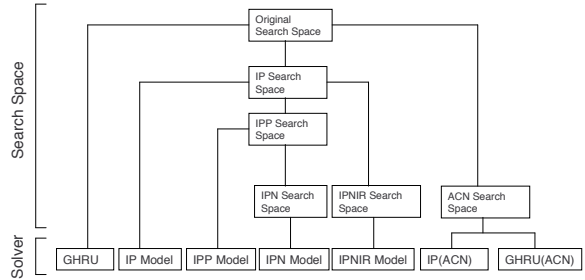 Original
Search Space
IP Search
Space
IPP Search
Space
IPN Search
Space
IPNIR Search
Space
ACN Search
Space
Search Space
Solver
GHRU
IP Model
IPP Model
IPN Model
IPNIR Model
IP(ACN)
GHRU(ACN)